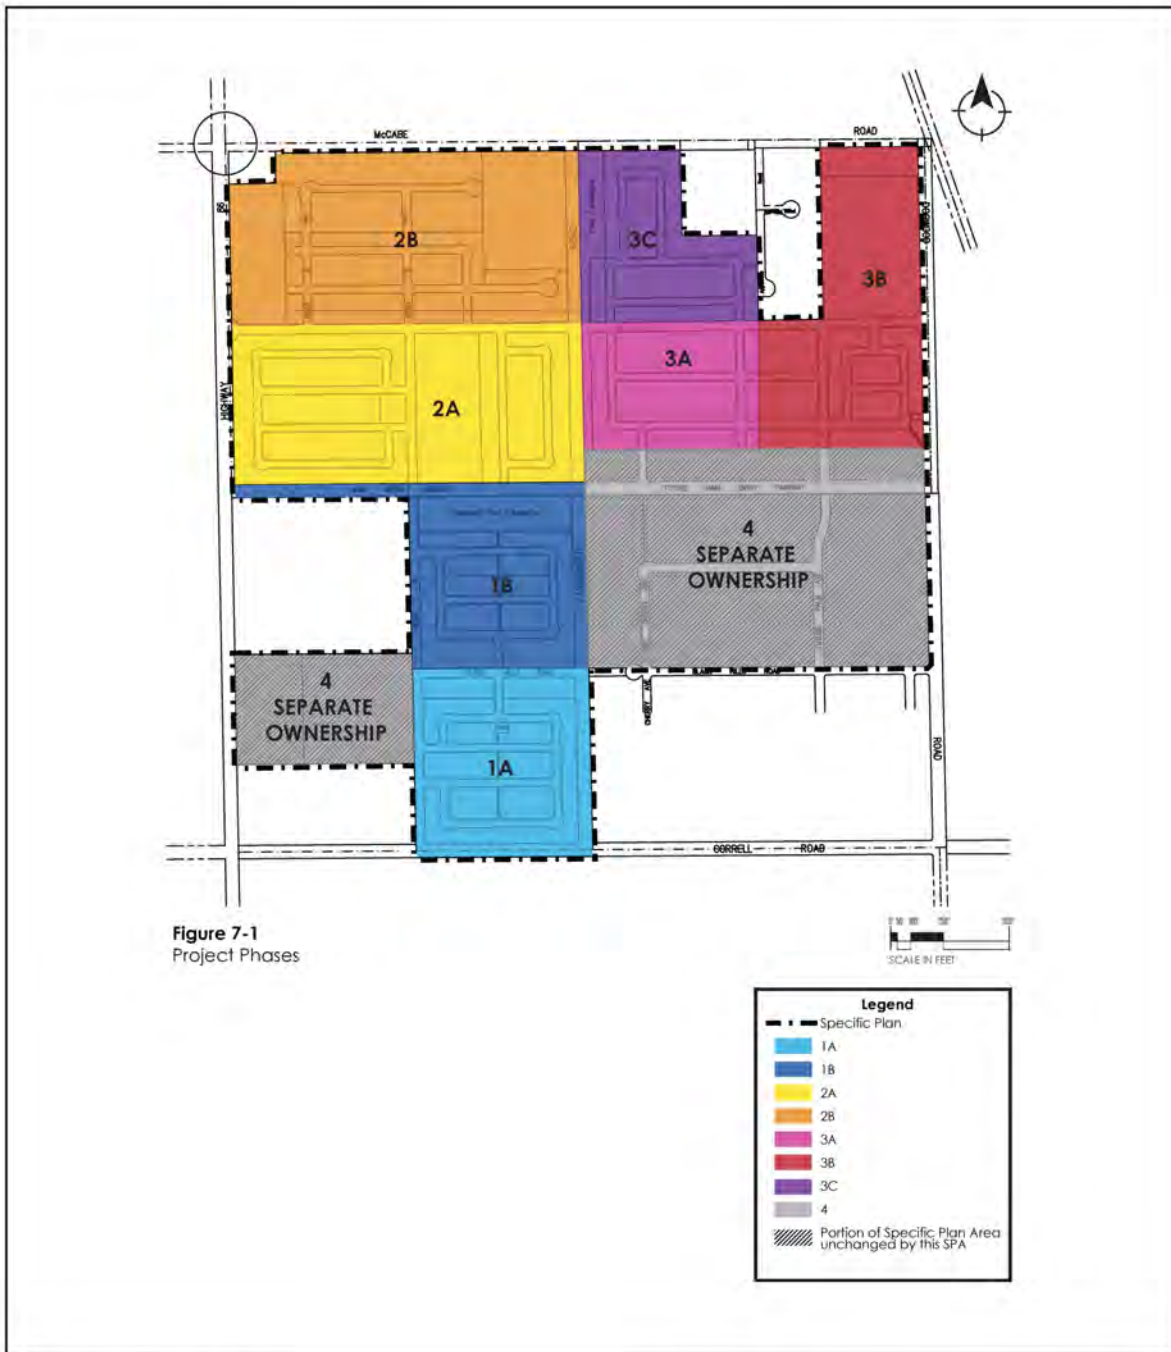 McCABE
ROAD
86
DOGWOOD
2B
3C
3B
3A
HIGHWAY
2A
4
SEPARATE
OWNERSHIP
1B
4
SEPARATE
OWNERSHIP
ROAD
1A
CORRELL
ROAD
Figure 7-1
Project Phases
SCALE IN FEET
Legend
Specific Plan
1A
1B
2A
2B
3A
3B
3C
4
Portion of Specific Plan Area
unchanged by this SPA